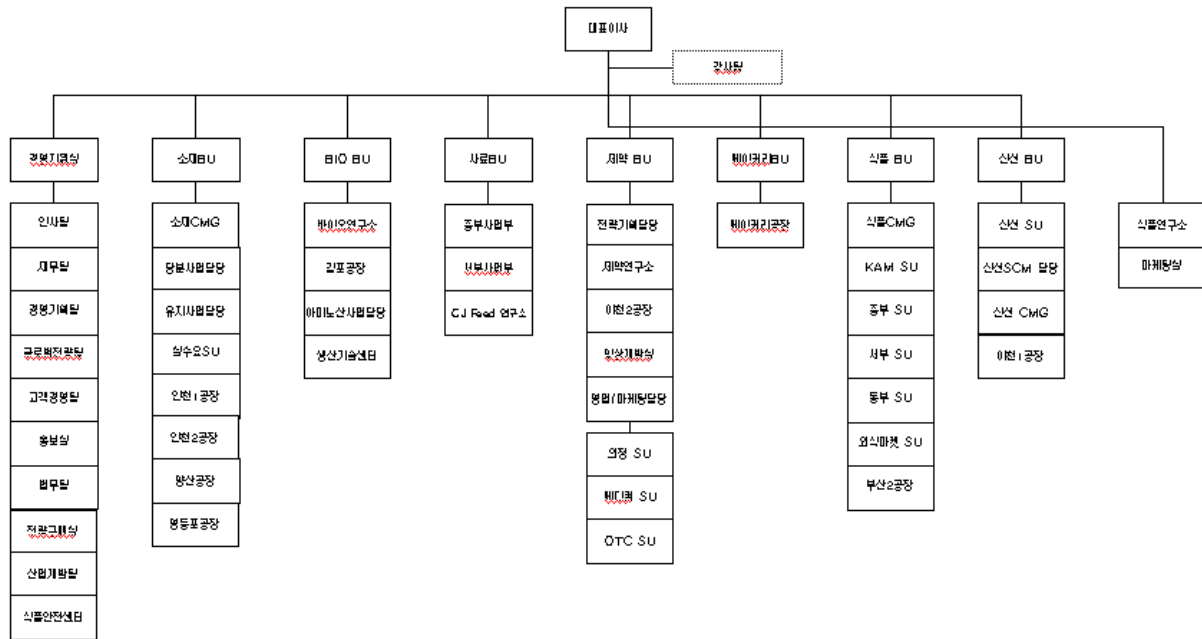 대표이사
감사팀
경영지원실
소재BU
BIO BU
사료BU
제약 BU
베이커리BU
식품 BU
신선 BU
인사팀
재무팀
경영기획팀
글로벌전략팀
고객경영팀
홍보실
법무팀
전략구매실
산업개발팀
식품안전센터
소재CMG
당분사업담당
유지사업담당
실수요SU
인천1공장
인천2공장
양산공장
영등포공장
바이오연구소
김포공장
아미노산사업담당
생산기술센터
중부사업부
서부사업부
CJ Feed 연구소
전략기획담당
제약연구소
이천2공장
임상개발실
영업/마케팅담당
의정 SU
메디컬 SU
OTC SU
베이커리공장
식품CMG
KAM SU
중부 SU
서부 SU
동부 SU
외식마켓 SU
부산2공장
신선 SU
신선SCM 담당
신선 CMG
이천1공장
식품연구소
마케팅실